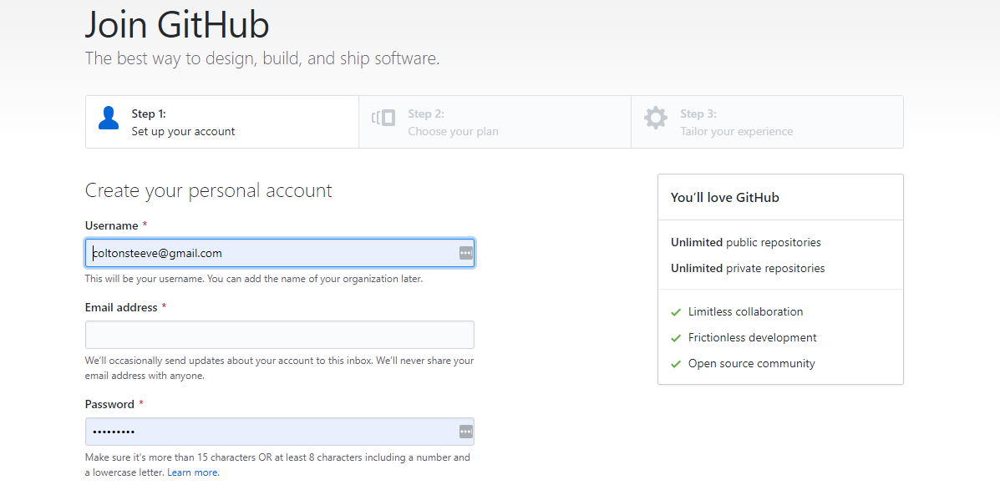 Join GitHub
The best way to design, build, and ship software.
Step 1:
Set up your account
Step 2:
Choose your plan
Step 3:
Tailor your experience
Create your personal account
Username *
coltonsteeve@gmail.com
This will be your username. You can add the name of your organization later.
Email address *
We’ll occasionally send updates about your account to this inbox. We’ll never share your
email address with anyone.
Password *
•••••••••
Make sure it's more than 15 characters OR at least 8 characters including a number and
a lowercase letter. Learn more.
You’ll love GitHub
Unlimited public repositories
Unlimited private repositories
Limitless collaboration
Frictionless development
Open source community